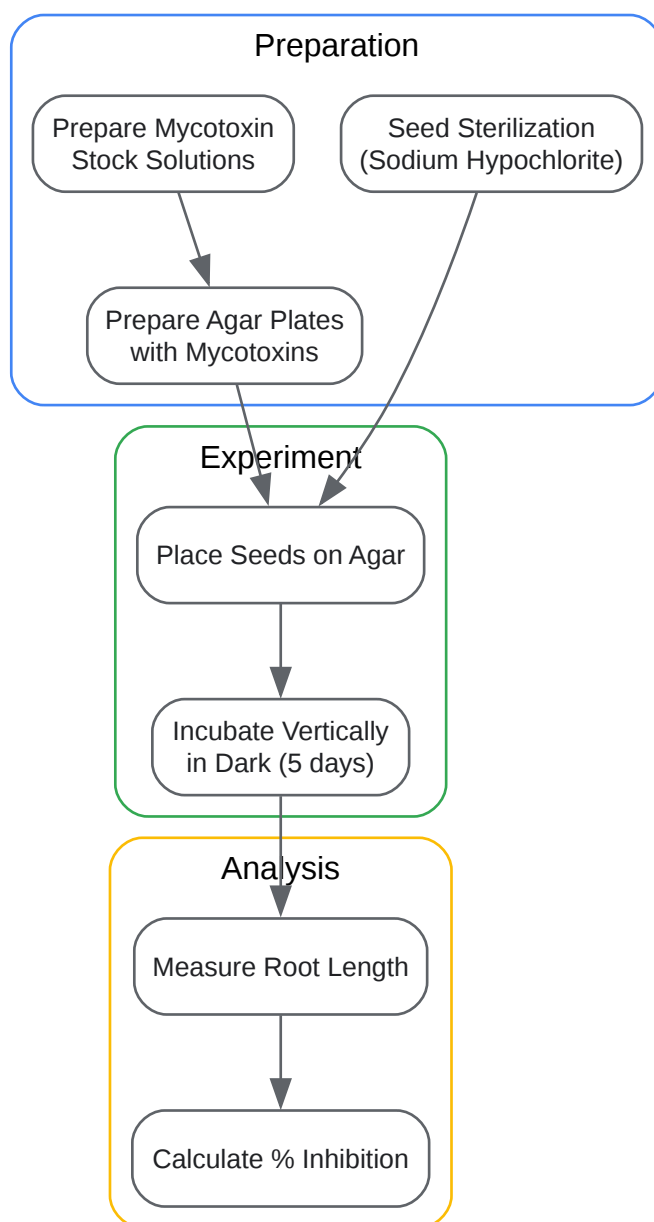 Preparation
Prepare Mycotoxin
Stock Solutions
Seed Sterilization
(Sodium Hypochlorite)
Prepare Agar Plates
with Mycotoxins
Experiment
Place Seeds on Agar
Incubate Vertically
in Dark (5 days)
Analysis
Measure Root Length
Calculate % Inhibition